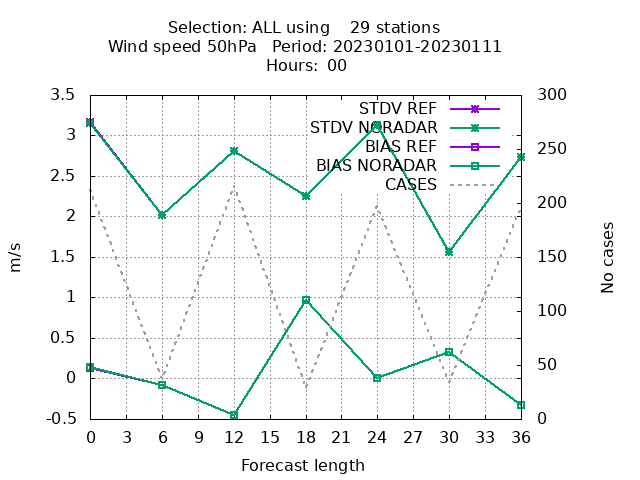 Selection: ALL using    29 stations
Wind speed 50hPa   Period: 20230101-20230111
Hours: 00
3.5
3
2.5
2
1.5
1
0.5
0
-0.5
300
250
200
150
100
50
0
0 3 6 9 12 15 18 21 24 27 30 33 36
m/s
No cases
Forecast length
STDV REF
STDV NORADAR
BIAS REF
BIAS NORADAR
CASES